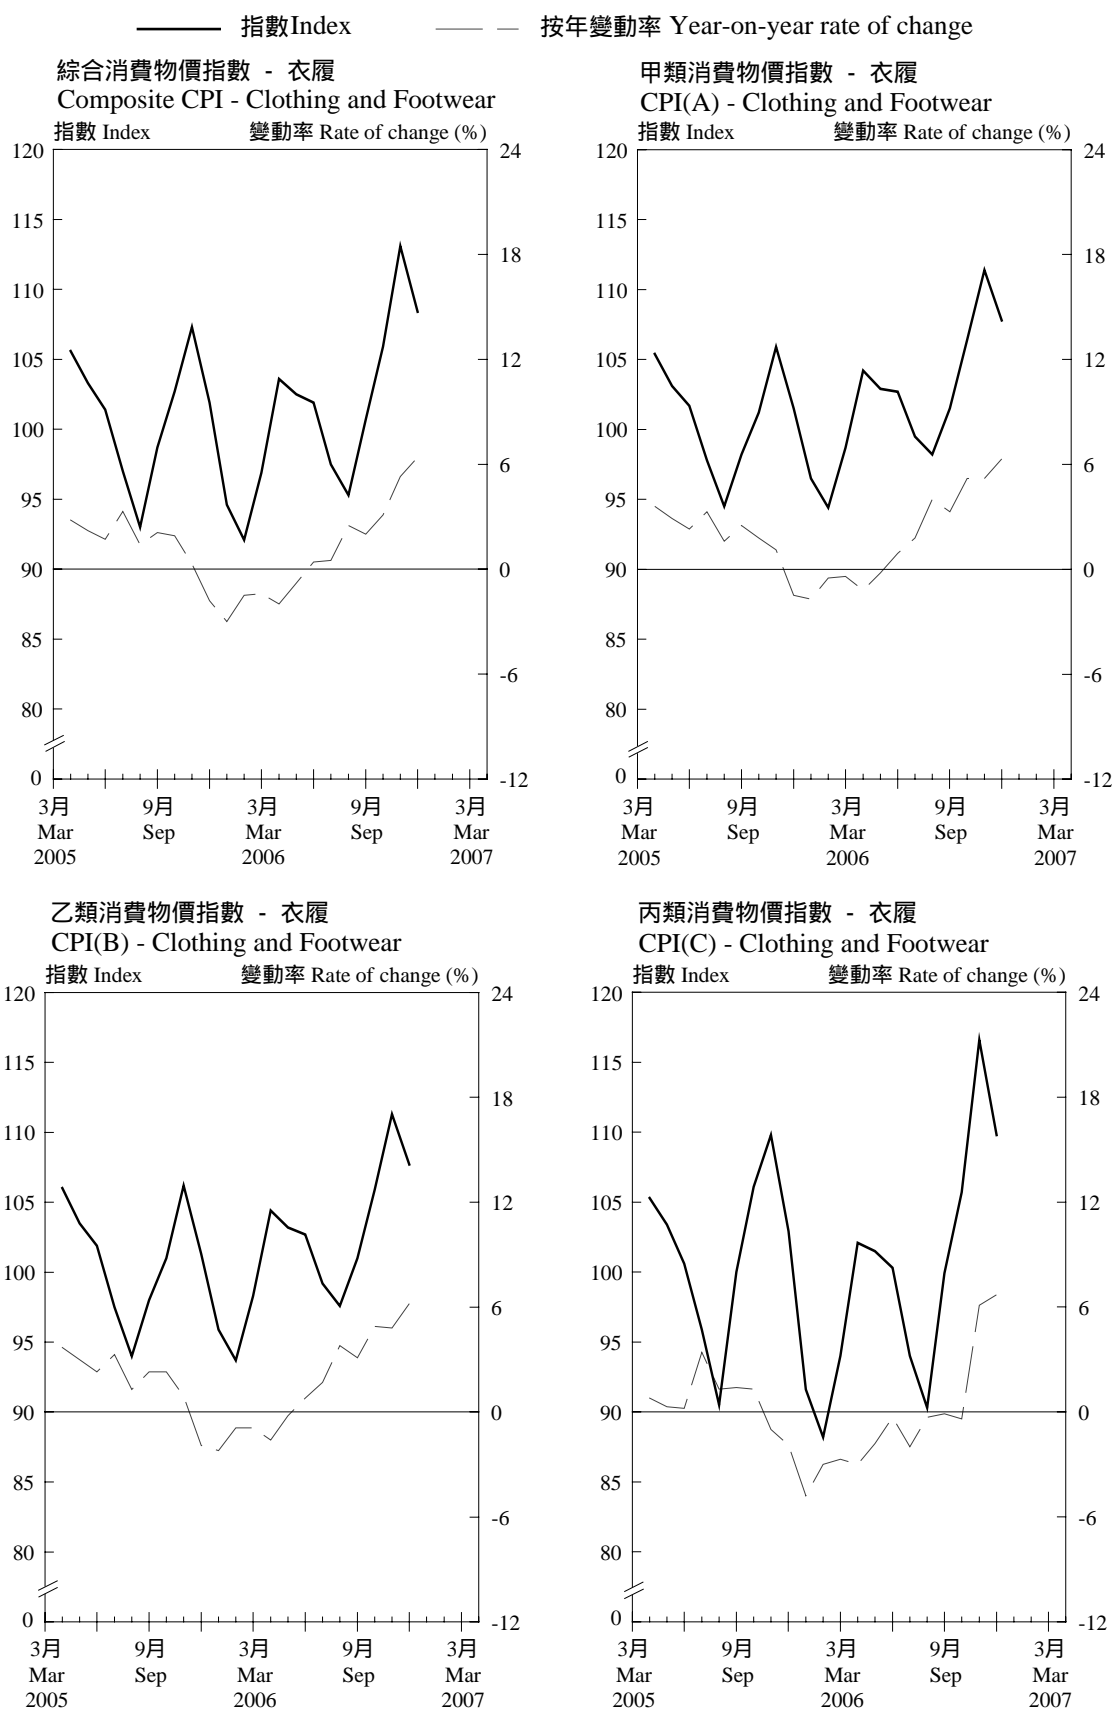 指數Index 按年變動率 Year-on-year rate of change
綜合消費物價指數 - 衣履
Composite CPI - Clothing and Footwear
指數 Index 變動率 Rate of change (%)
120
115
110
105
100
95
90
85
80
0
24
18
12
6
0
-6
-12
3月 9月 3月 9月 3月
Mar Sep Mar Sep Mar
2005 2006 2007
甲類消費物價指數 - 衣履
CPI(A) - Clothing and Footwear
指數 Index 變動率 Rate of change (%)
120
115
110
105
100
95
90
85
80
0
24
18
12
6
0
-6
-12
3月 9月 3月 9月 3月
Mar Sep Mar Sep Mar
2005 2006 2007
乙類消費物價指數 - 衣履
CPI(B) - Clothing and Footwear
指數 Index 變動率 Rate of change (%)
120
115
110
105
100
95
90
85
80
0
24
18
12
6
0
-6
-12
3月 9月 3月 9月 3月
Mar Sep Mar Sep Mar
2005 2006 2007
丙類消費物價指數 - 衣履
CPI(C) - Clothing and Footwear
指數 Index 變動率 Rate of change (%)
120
115
110
105
100
95
90
85
80
0
24
18
12
6
0
-6
-12
3月 9月 3月 9月 3月
Mar Sep Mar Sep Mar
2005 2006 2007